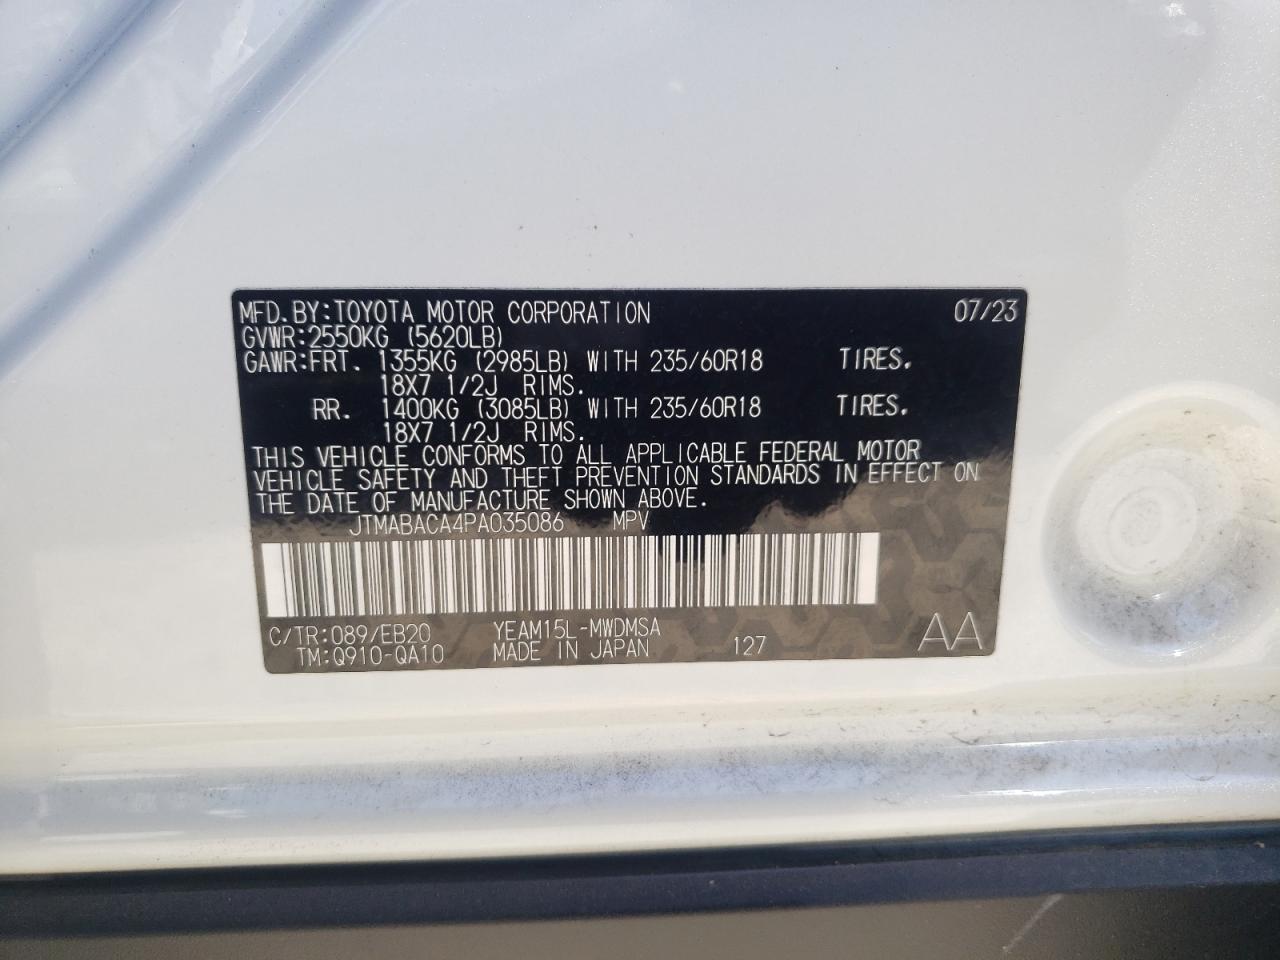 MFD.BY:TOYOTA MOTOR CORPORATION 07/23
GVWR:2550KG (5620LB)
GAWR:FRT. 1355KG (2985LB) WITH 235/60R18 TIRES.
18X7 1/2J RIMS.
RR. 1400KG (3085LB) WITH 235/60R18 TIRES.
18X7 1/2J RIMS.
THIS VEHICLE CONFORMS TO ALL APPLICABLE FEDERAL MOTOR
VEHICLE SAFETY AND THEFT PREVENTION STANDARDS IN EFFECT ON
THE DATE OF MANUFACTURE SHOWN ABOVE.
JTMABACA4PA035086 MPV
C/TR:089/EB20 YEAM15L-MWDMSA AA
TM:Q910-QA10 MADE IN JAPAN 127